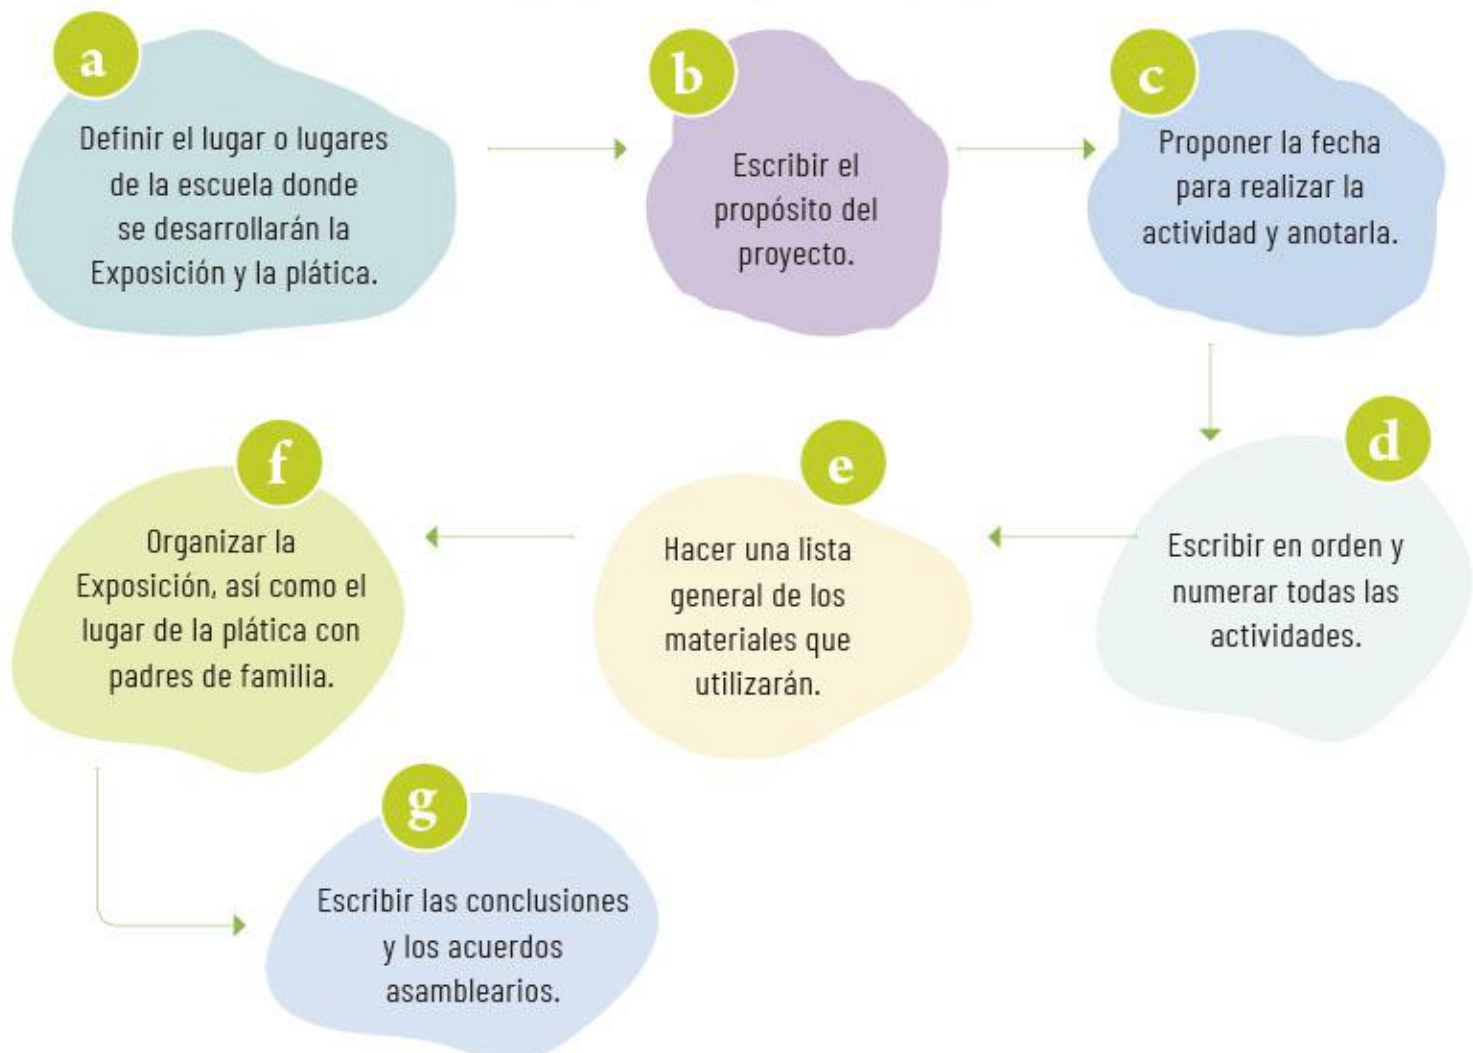 a
Definir el lugar o lugares
de la escuela donde
se desarrollarán la
Exposición y la plática.
b
Escribir el
propósito del
proyecto.
c
Proponer la fecha
para realizar la
actividad y anotarla.
d
Escribir en orden y
numerar todas las
actividades.
e
Hacer una lista
general de los
materiales que
utilizarán.
f
Organizar la
Exposición, así como el
lugar de la plática con
padres de familia.
g
Escribir las conclusiones
y los acuerdos
asamblearios.